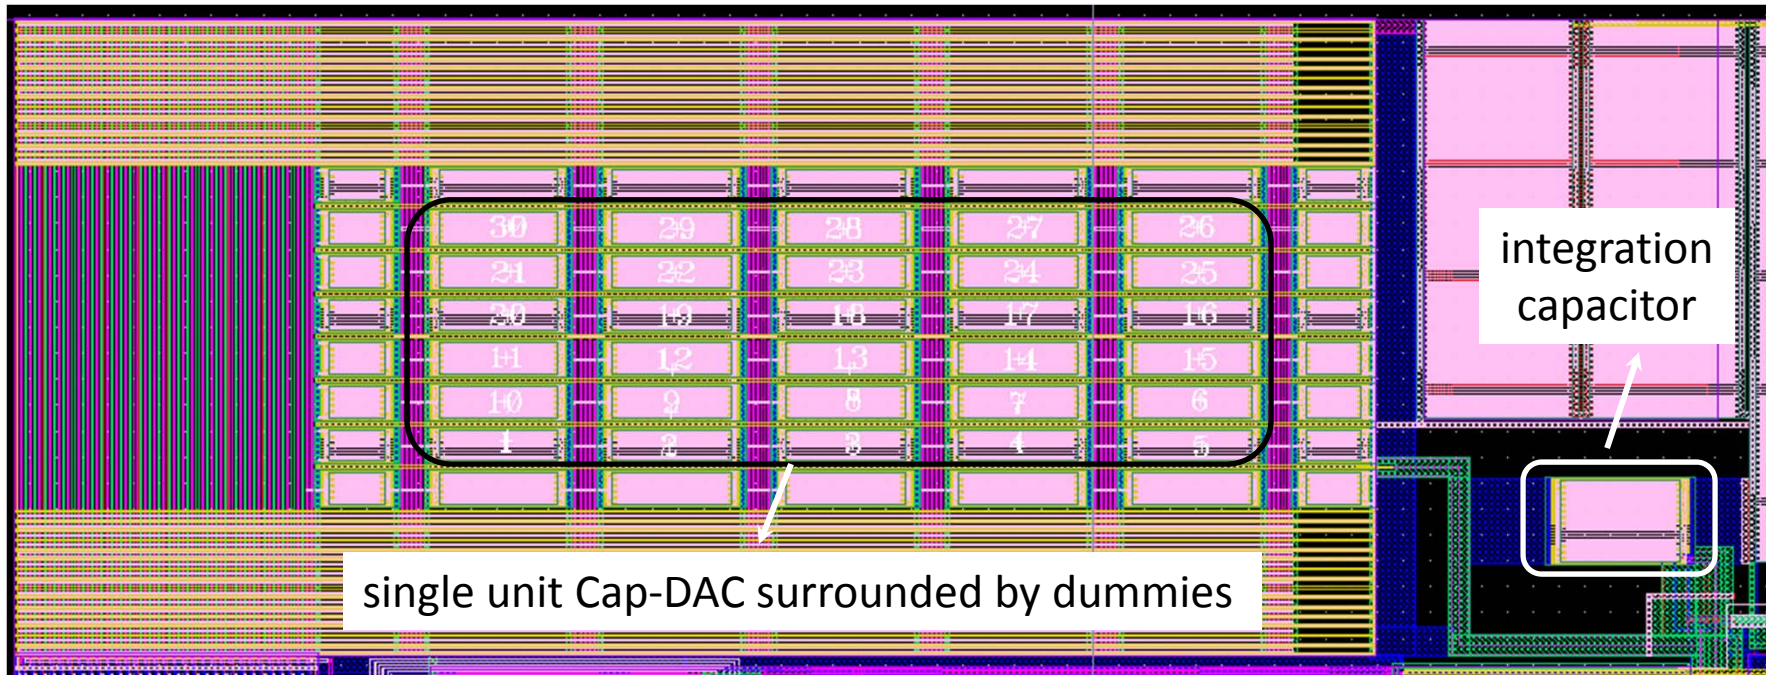 30 29 28 27 26
21 22 23 24 25
20 19 18 17 16
11 12 13 14 15
10 9 8 7 6
1 2 3 4 5
integration
capacitor
single unit Cap-DAC surrounded by dummies